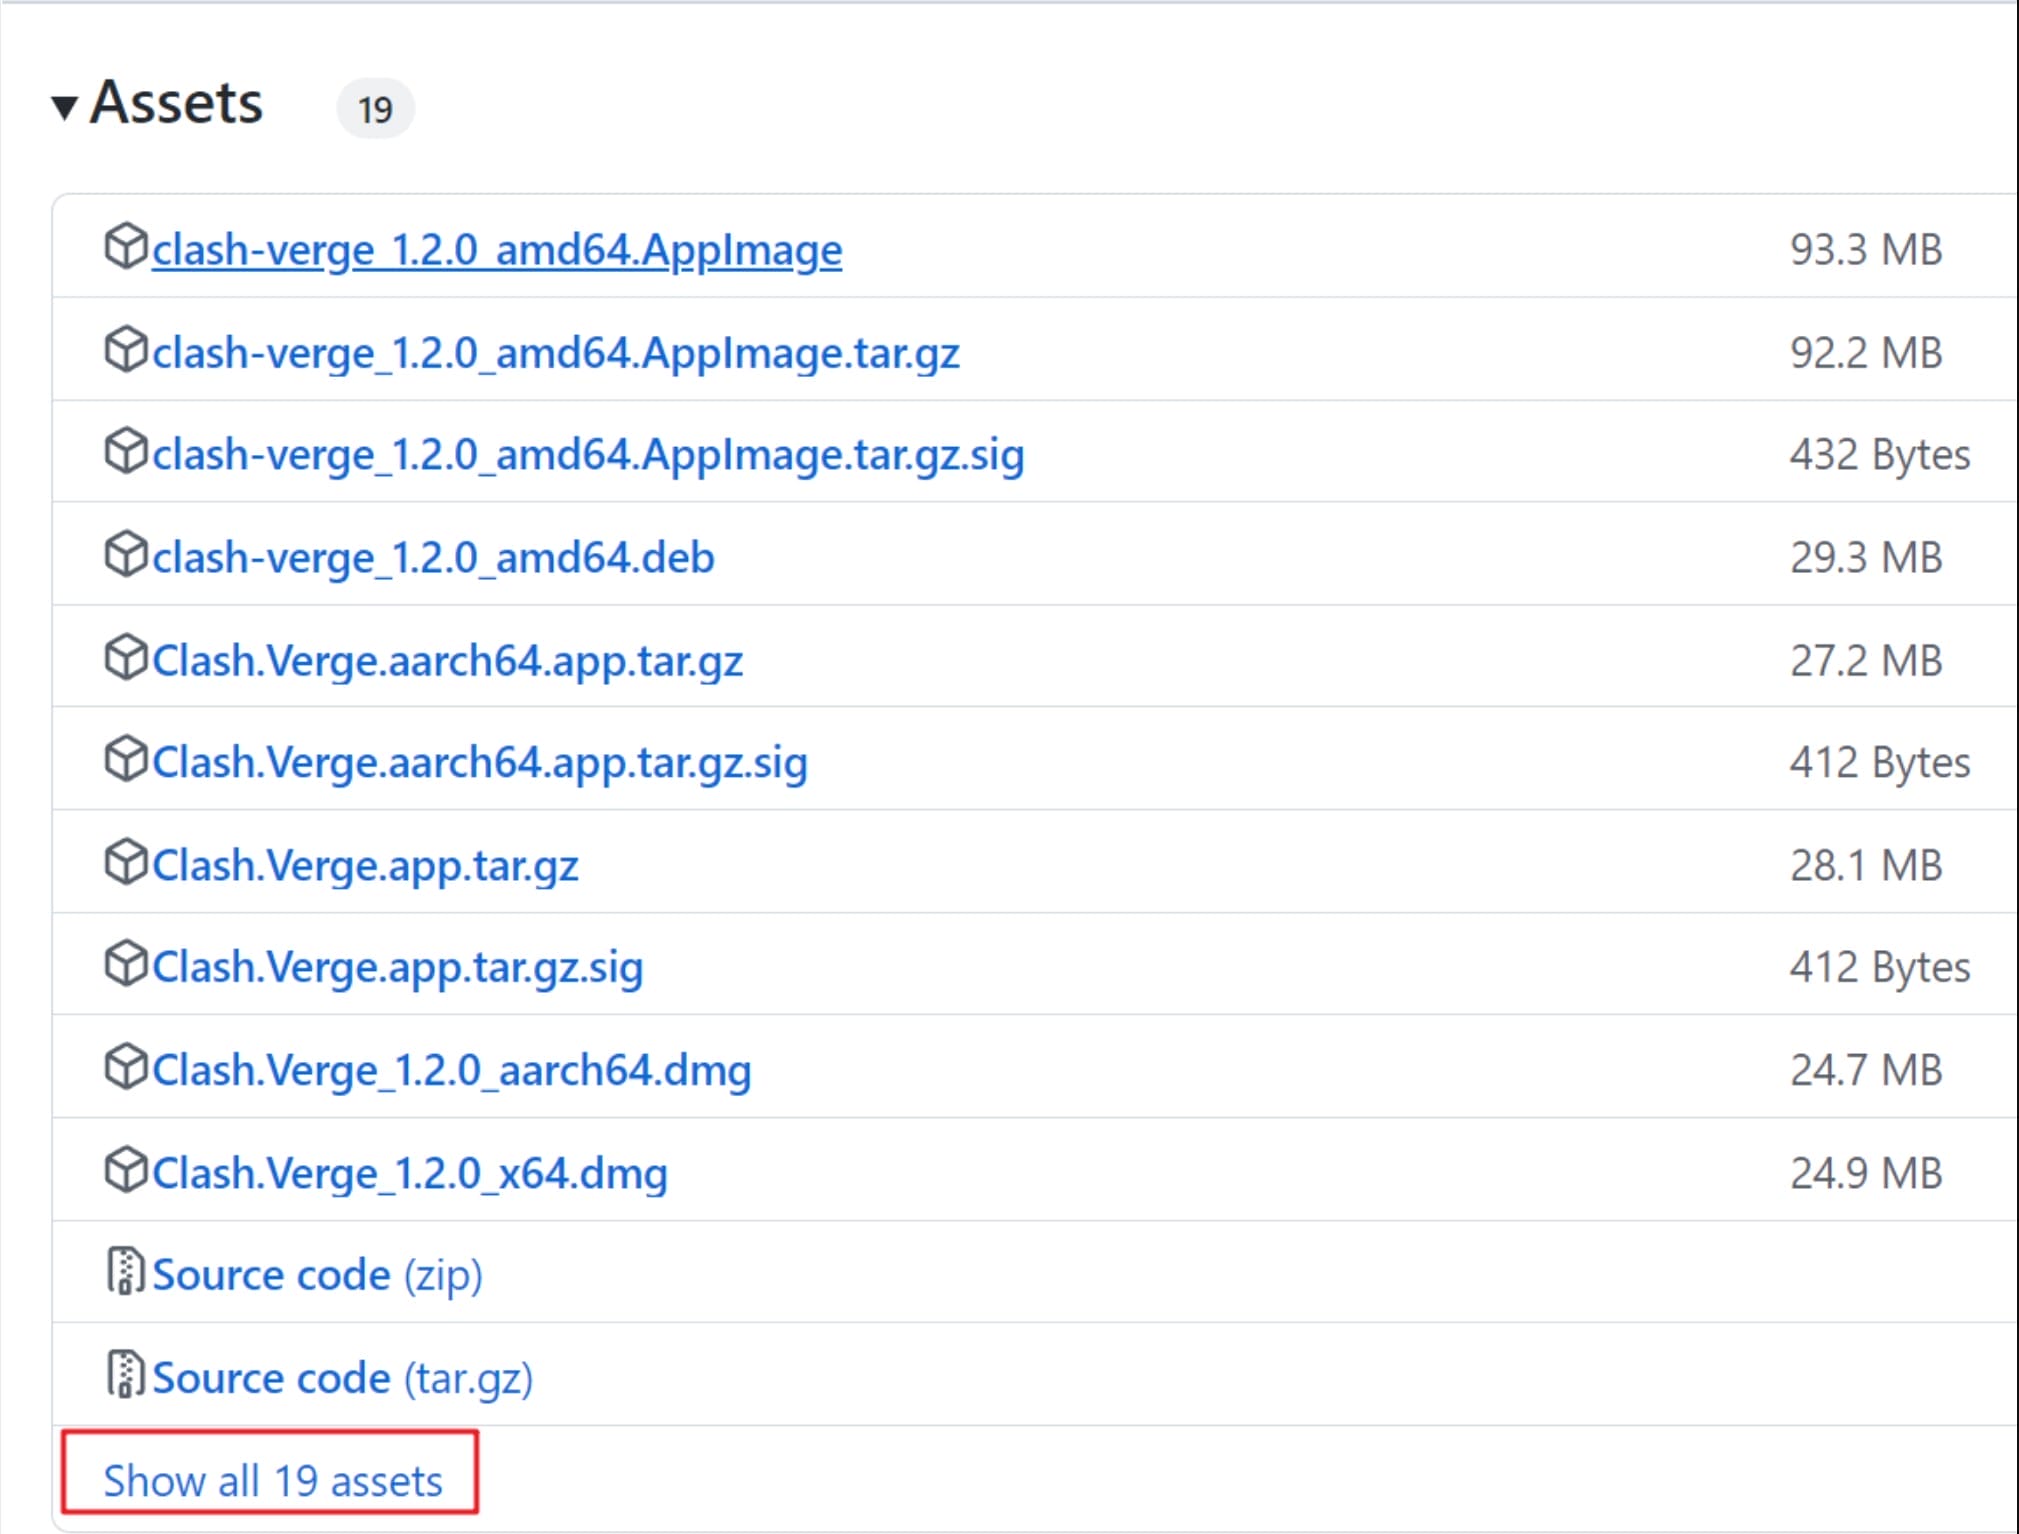 Assets 19
clash-verge_1.2.0_amd64.AppImage 93.3 MB
clash-verge_1.2.0_amd64.AppImage.tar.gz 92.2 MB
clash-verge_1.2.0_amd64.AppImage.tar.gz.sig 432 Bytes
clash-verge_1.2.0_amd64.deb 29.3 MB
Clash.Verge.aarch64.app.tar.gz 27.2 MB
Clash.Verge.aarch64.app.tar.gz.sig 412 Bytes
Clash.Verge.app.tar.gz 28.1 MB
Clash.Verge.app.tar.gz.sig 412 Bytes
Clash.Verge_1.2.0_aarch64.dmg 24.7 MB
Clash.Verge_1.2.0_x64.dmg 24.9 MB
Source code (zip)
Source code (tar.gz)
Show all 19 assets